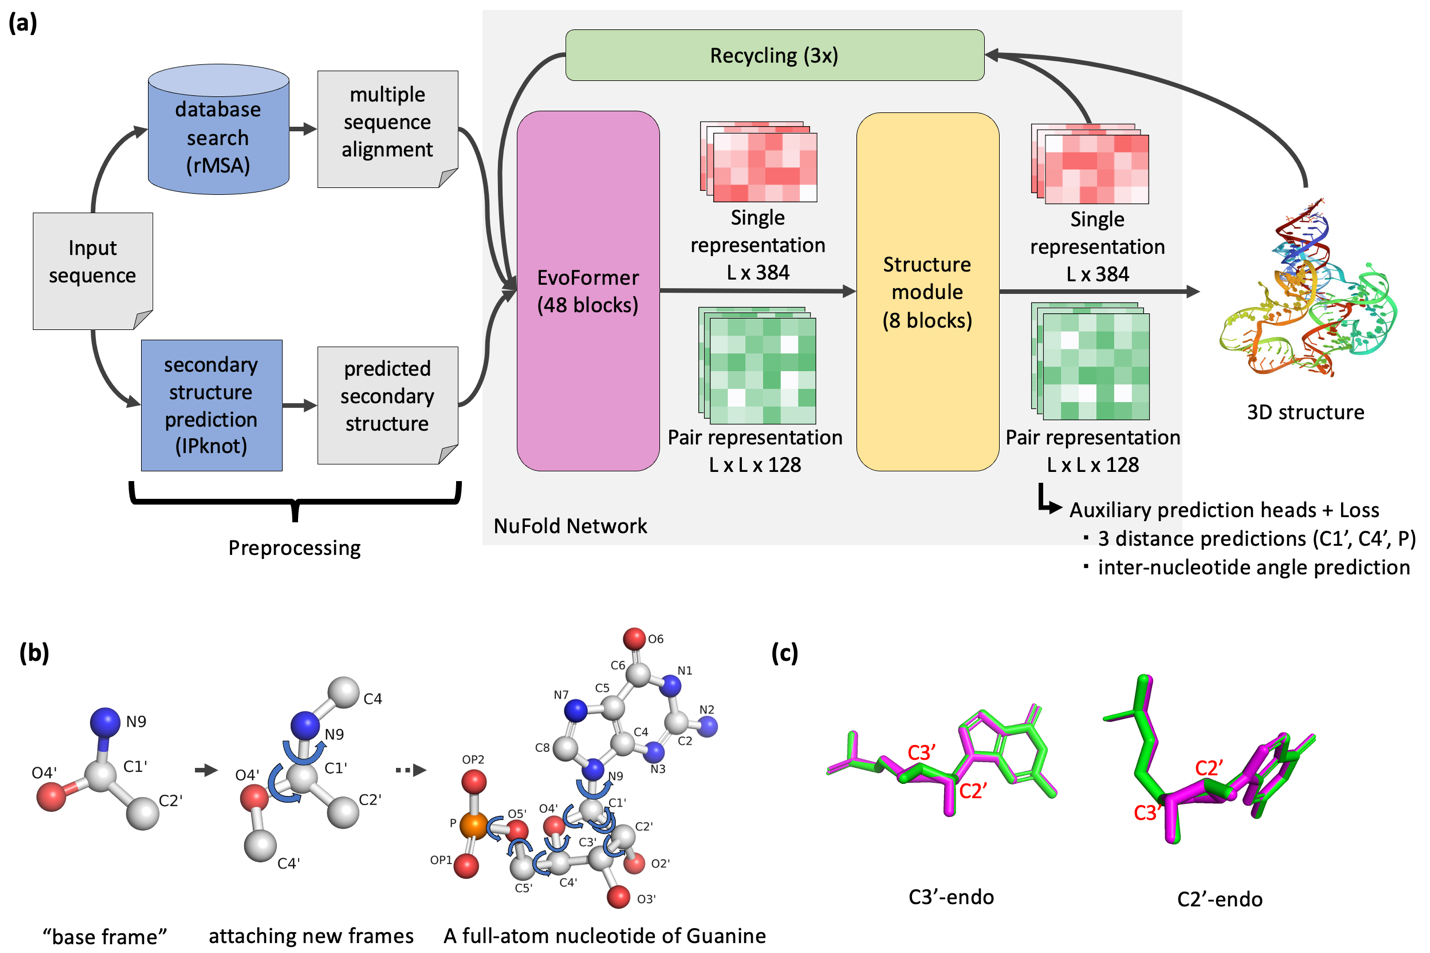 (a)
Recycling (3x)
database
search
(rMSA)
multiple
sequence
alignment
Input
sequence
secondary
structure
prediction
(IPknot)
predicted
secondary
structure
Preprocessing
EvoFormer
(48 blocks)
Single
representation
L x 384
Pair representation
L x L x 128
Structure
module
(8 blocks)
Single
representation
L x 384
Pair representation
L x L x 128
3D structure
NuFold Network
Auxiliary prediction heads + Loss
・3 distance predictions (C1’, C4’, P)
・inter-nucleotide angle prediction
(b)
N9
O4'
C1'
C2'
“base frame”
C4
N9
O4'
C1'
C2'
C4'
attaching new frames
O6
C6
N1
N7
C5
N2
C4
C2
C8
N3
OP2
N9
O4'
C1'
P
O5'
C3'
C2'
OP1
O2'
C5'
C4'
O3'
A full-atom nucleotide of Guanine
(c)
C3’
C2’
C3’-endo
C2’
C3’
C2’-endo